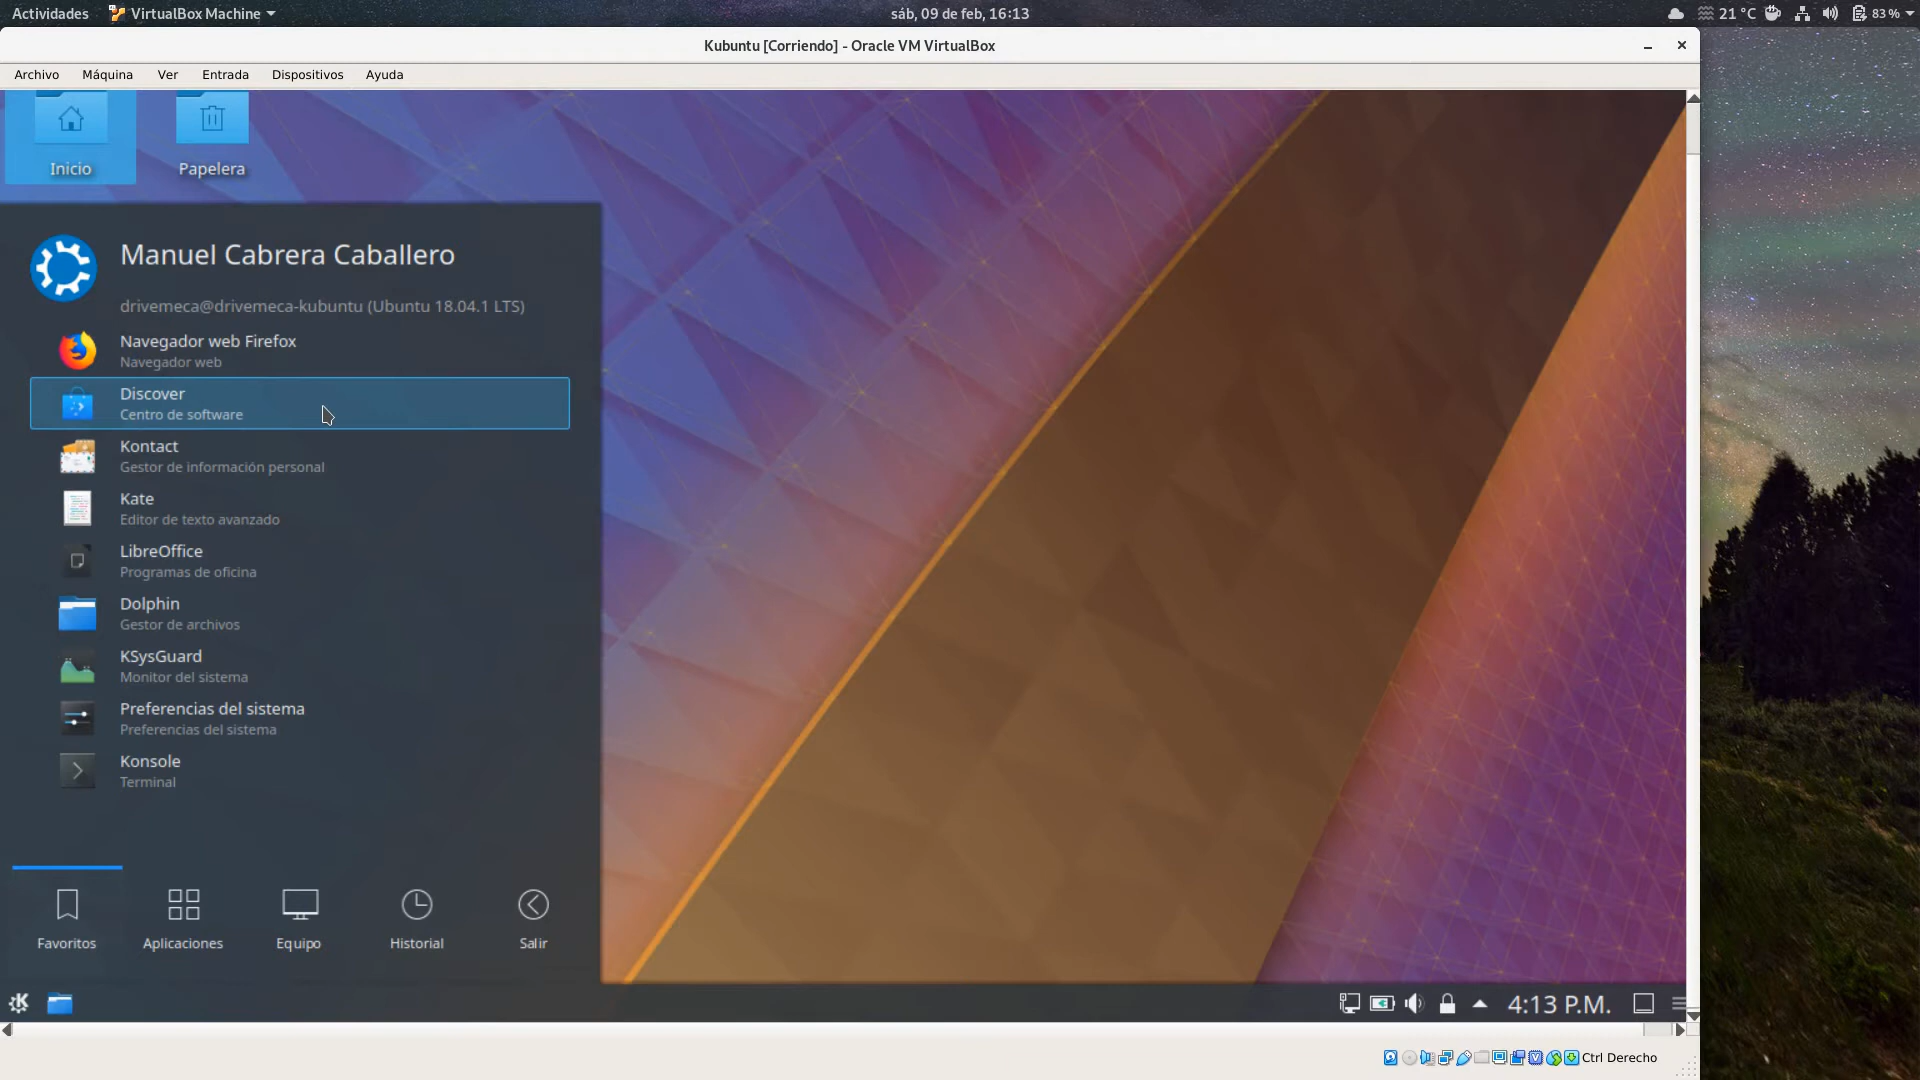 Actividades VirtualBox Machine sáb, 09 de feb, 16:13 21 °C 83 %
Kubuntu [Corriendo] - Oracle VM VirtualBox
Archivo Máquina Ver Entrada Dispositivos Ayuda
Inicio Papelera
Manuel Cabrera Caballero
drivemeca@drivemeca-kubuntu (Ubuntu 18.04.1 LTS)
Navegador web Firefox
Navegador web
Discover
Centro de software
Kontact
Gestor de información personal
Kate
Editor de texto avanzado
LibreOffice
Programas de oficina
Dolphin
Gestor de archivos
KSysGuard
Monitor del sistema
Preferencias del sistema
Preferencias del sistema
Konsole
Terminal
Favoritos Aplicaciones Equipo Historial Salir
4:13 P.M.
Ctrl Derecho